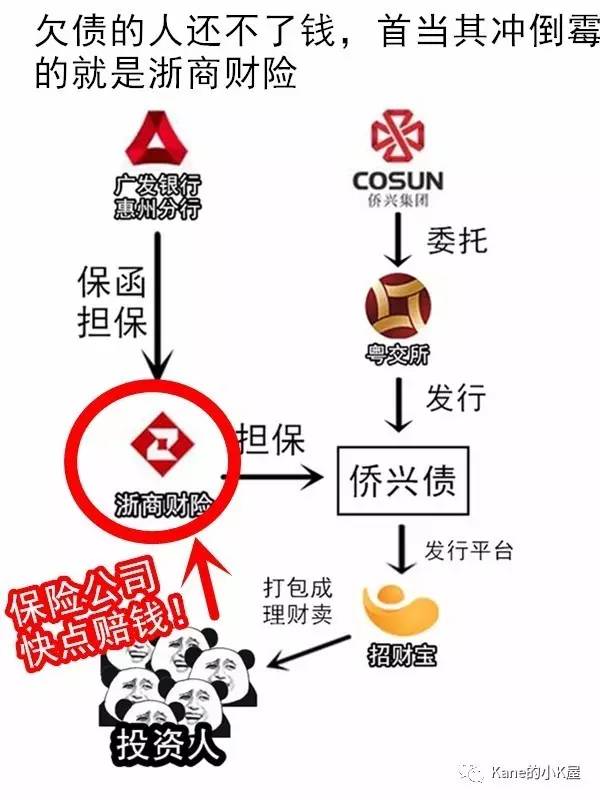 欠债的人还不了钱，首当其冲倒霉
的就是浙商财险
广发银行
惠州分行
COSUN
侨兴集团
委托
保函
担保
粤交所
发行
担保
侨兴债
浙商财险
发行平台
保险公司
快点赔钱！
打包成
理财卖
招财宝
投资人
Kane的小K屋